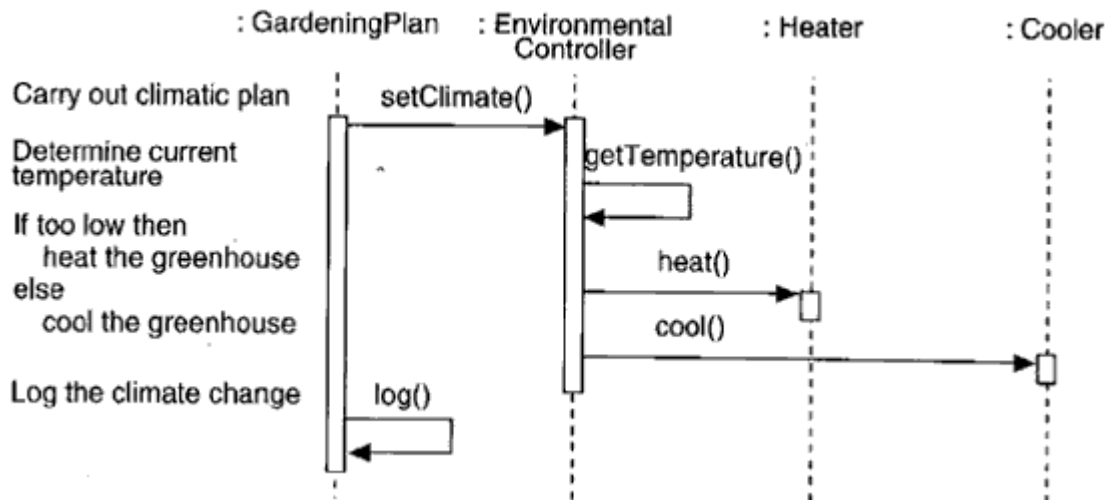 : GardeningPlan
: Environmental
Controller
: Heater
: Cooler
Carry out climatic plan
setClimate()
Determine current
temperature
getTemperature()
If too low then
heat the greenhouse
heat()
else
cool the greenhouse
cool()
Log the climate change
log()